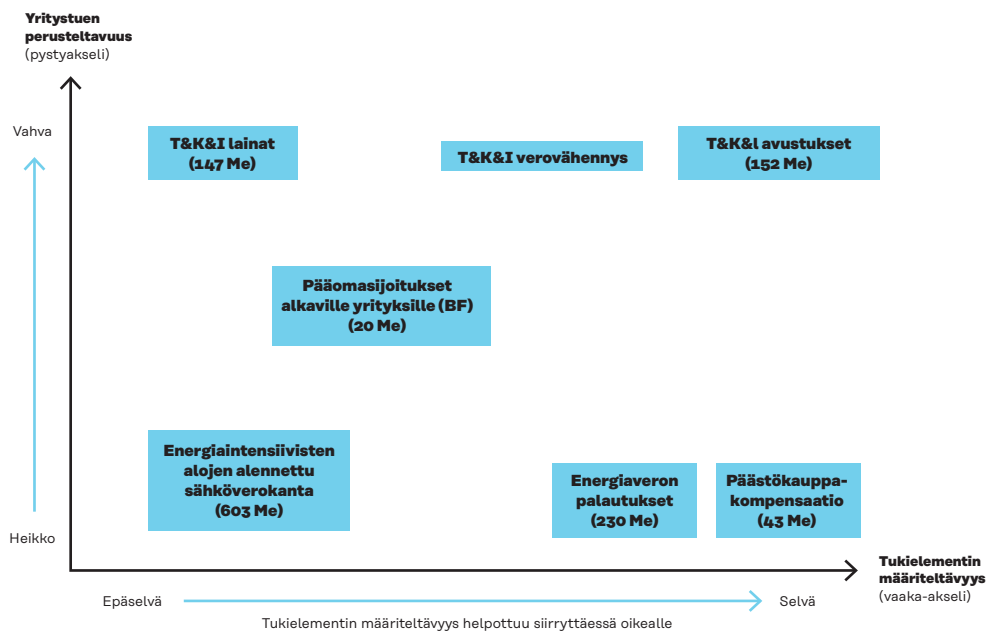 Yritystuen
perusteltavuus
(pystyakseli)
Vahva
T&K&I lainat
(147 Me)
T&K&I verovähennys
T&K&l avustukset
(152 Me)
Pääomasijoitukset
alkaville yrityksille (BF)
(20 Me)
Energiaintensiivisten
alojen alennettu
sähköverokanta
(603 Me)
Energiaveron
palautukset
(230 Me)
Päästökauppa-
kompensaatio
(43 Me)
Heikko
Tukielementin
määriteltävyys
(vaaka-akseli)
Epäselvä
Selvä
Tukielementin määriteltävyys helpottuu siirryttäessä oikealle